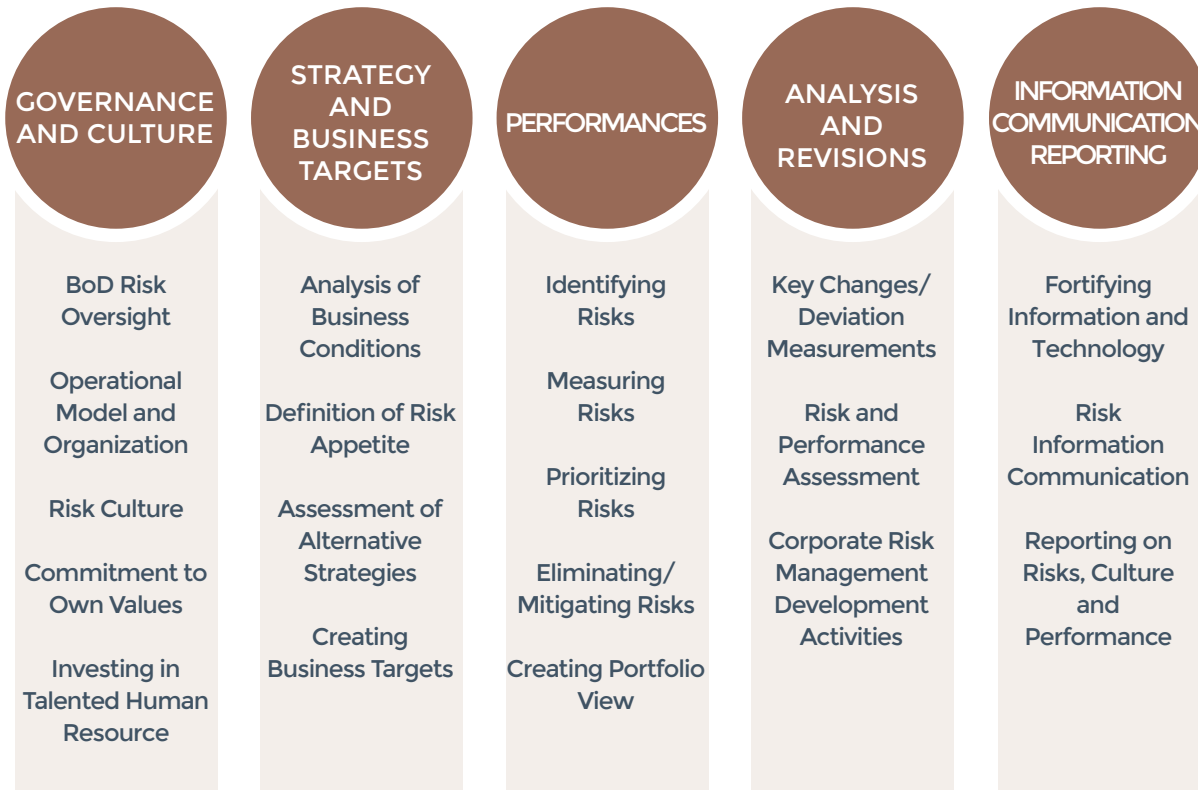 GOVERNANCE
AND CULTURE
BoD Risk
Oversight
Operational
Model and
Organization
Risk Culture
Commitment to
Own Values
Investing in
Talented Human
Resource
STRATEGY
AND
BUSINESS
TARGETS
Analysis of
Business
Conditions
Definition of Risk
Appetite
Assessment of
Alternative
Strategies
Creating
Business Targets
PERFORMANCES
Identifying
Risks
Measuring
Risks
Prioritizing
Risks
Eliminating/
Mitigating Risks
Creating Portfolio
View
ANALYSIS
AND
REVISIONS
Key Changes/
Deviation
Measurements
Risk and
Performance
Assessment
Corporate Risk
Management
Development
Activities
INFORMATION
COMMUNICATION
REPORTING
Fortifying
Information and
Technology
Risk
Information
Communication
Reporting on
Risks, Culture
and
Performance